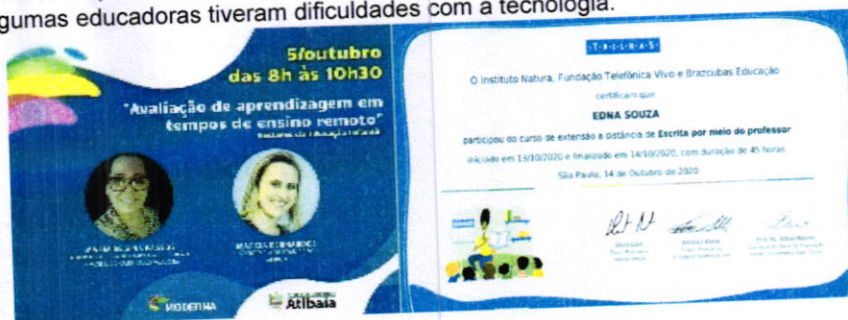 gumas educadoras tiveram dificuldades com a tecnologia.
5/outubro
das 8h às 10h30
"Avaliação de aprendizagem em
tempos de ensino remoto"
MODERNA
Atibaia
TRILHAS
O Instituto Natura, Fundação Telefônica Vivo e Brazcubas Educação
certificam que
EDNA SOUZA
participou do curso de extensão a distância de Escrita por meio do professor
iniciado em 13/10/2020 e finalizado em 14/10/2020, com duração de 45 horas
São Paulo, 14 de Outubro de 2020